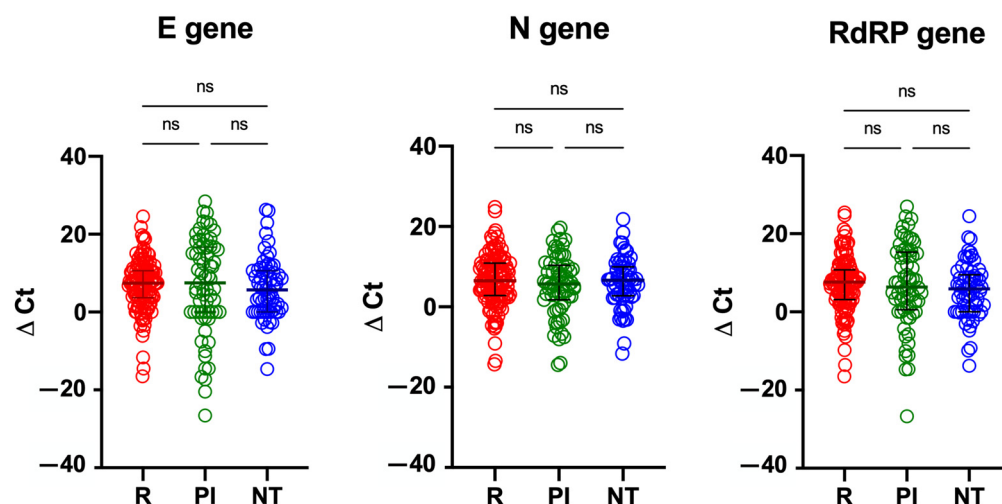 E gene
ns
ns ns
Δ Ct
40
20
0
−20
−40
R PI NT
N gene
ns
ns ns
Δ Ct
40
20
0
−20
−40
R PI NT
RdRP gene
ns
ns ns
Δ Ct
40
20
0
−20
−40
R PI NT